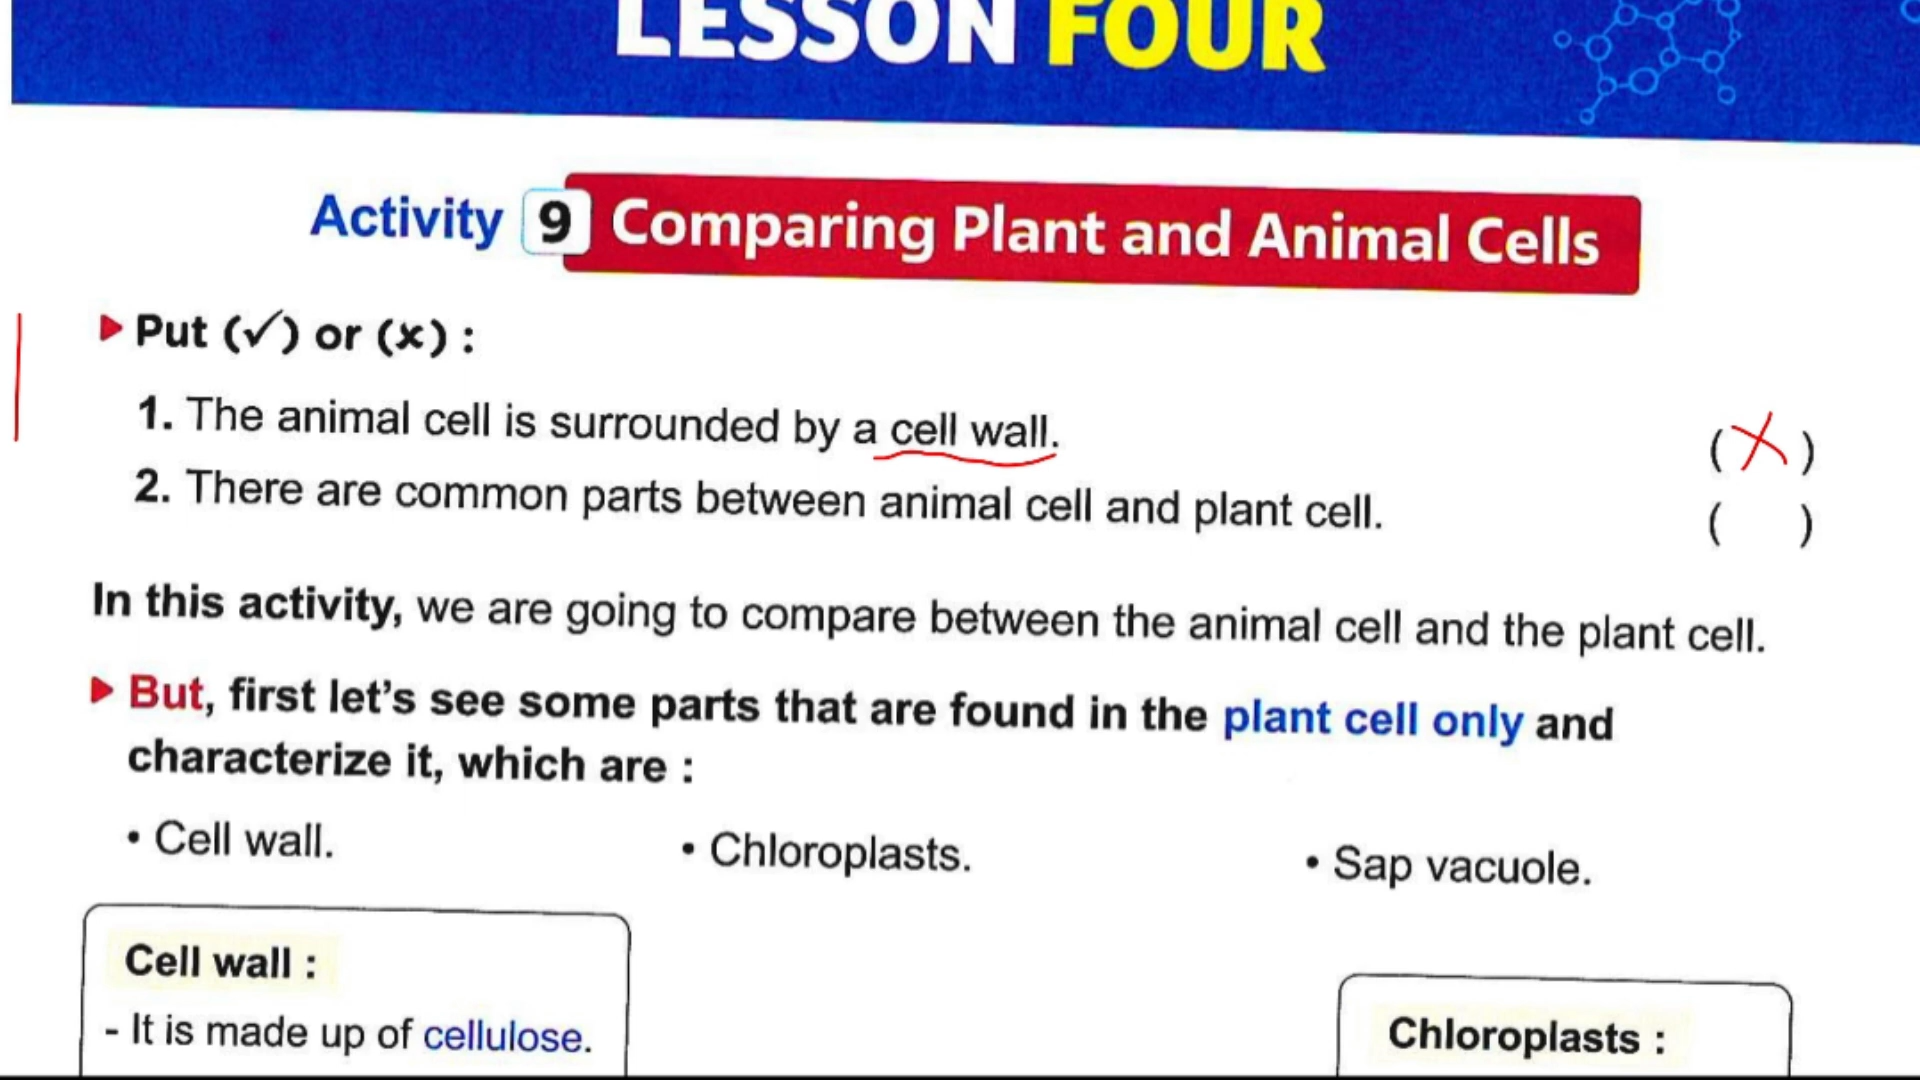 LESSON FOUR
Activity 9 Comparing Plant and Animal Cells
Put (✓) or (x) :
1. The animal cell is surrounded by a cell wall. (X)
2. There are common parts between animal cell and plant cell. ( )
In this activity, we are going to compare between the animal cell and the plant cell.
But, first let's see some parts that are found in the plant cell only and
characterize it, which are :
• Cell wall. • Chloroplasts. • Sap vacuole.
Cell wall :
- It is made up of cellulose.
Chloroplasts :